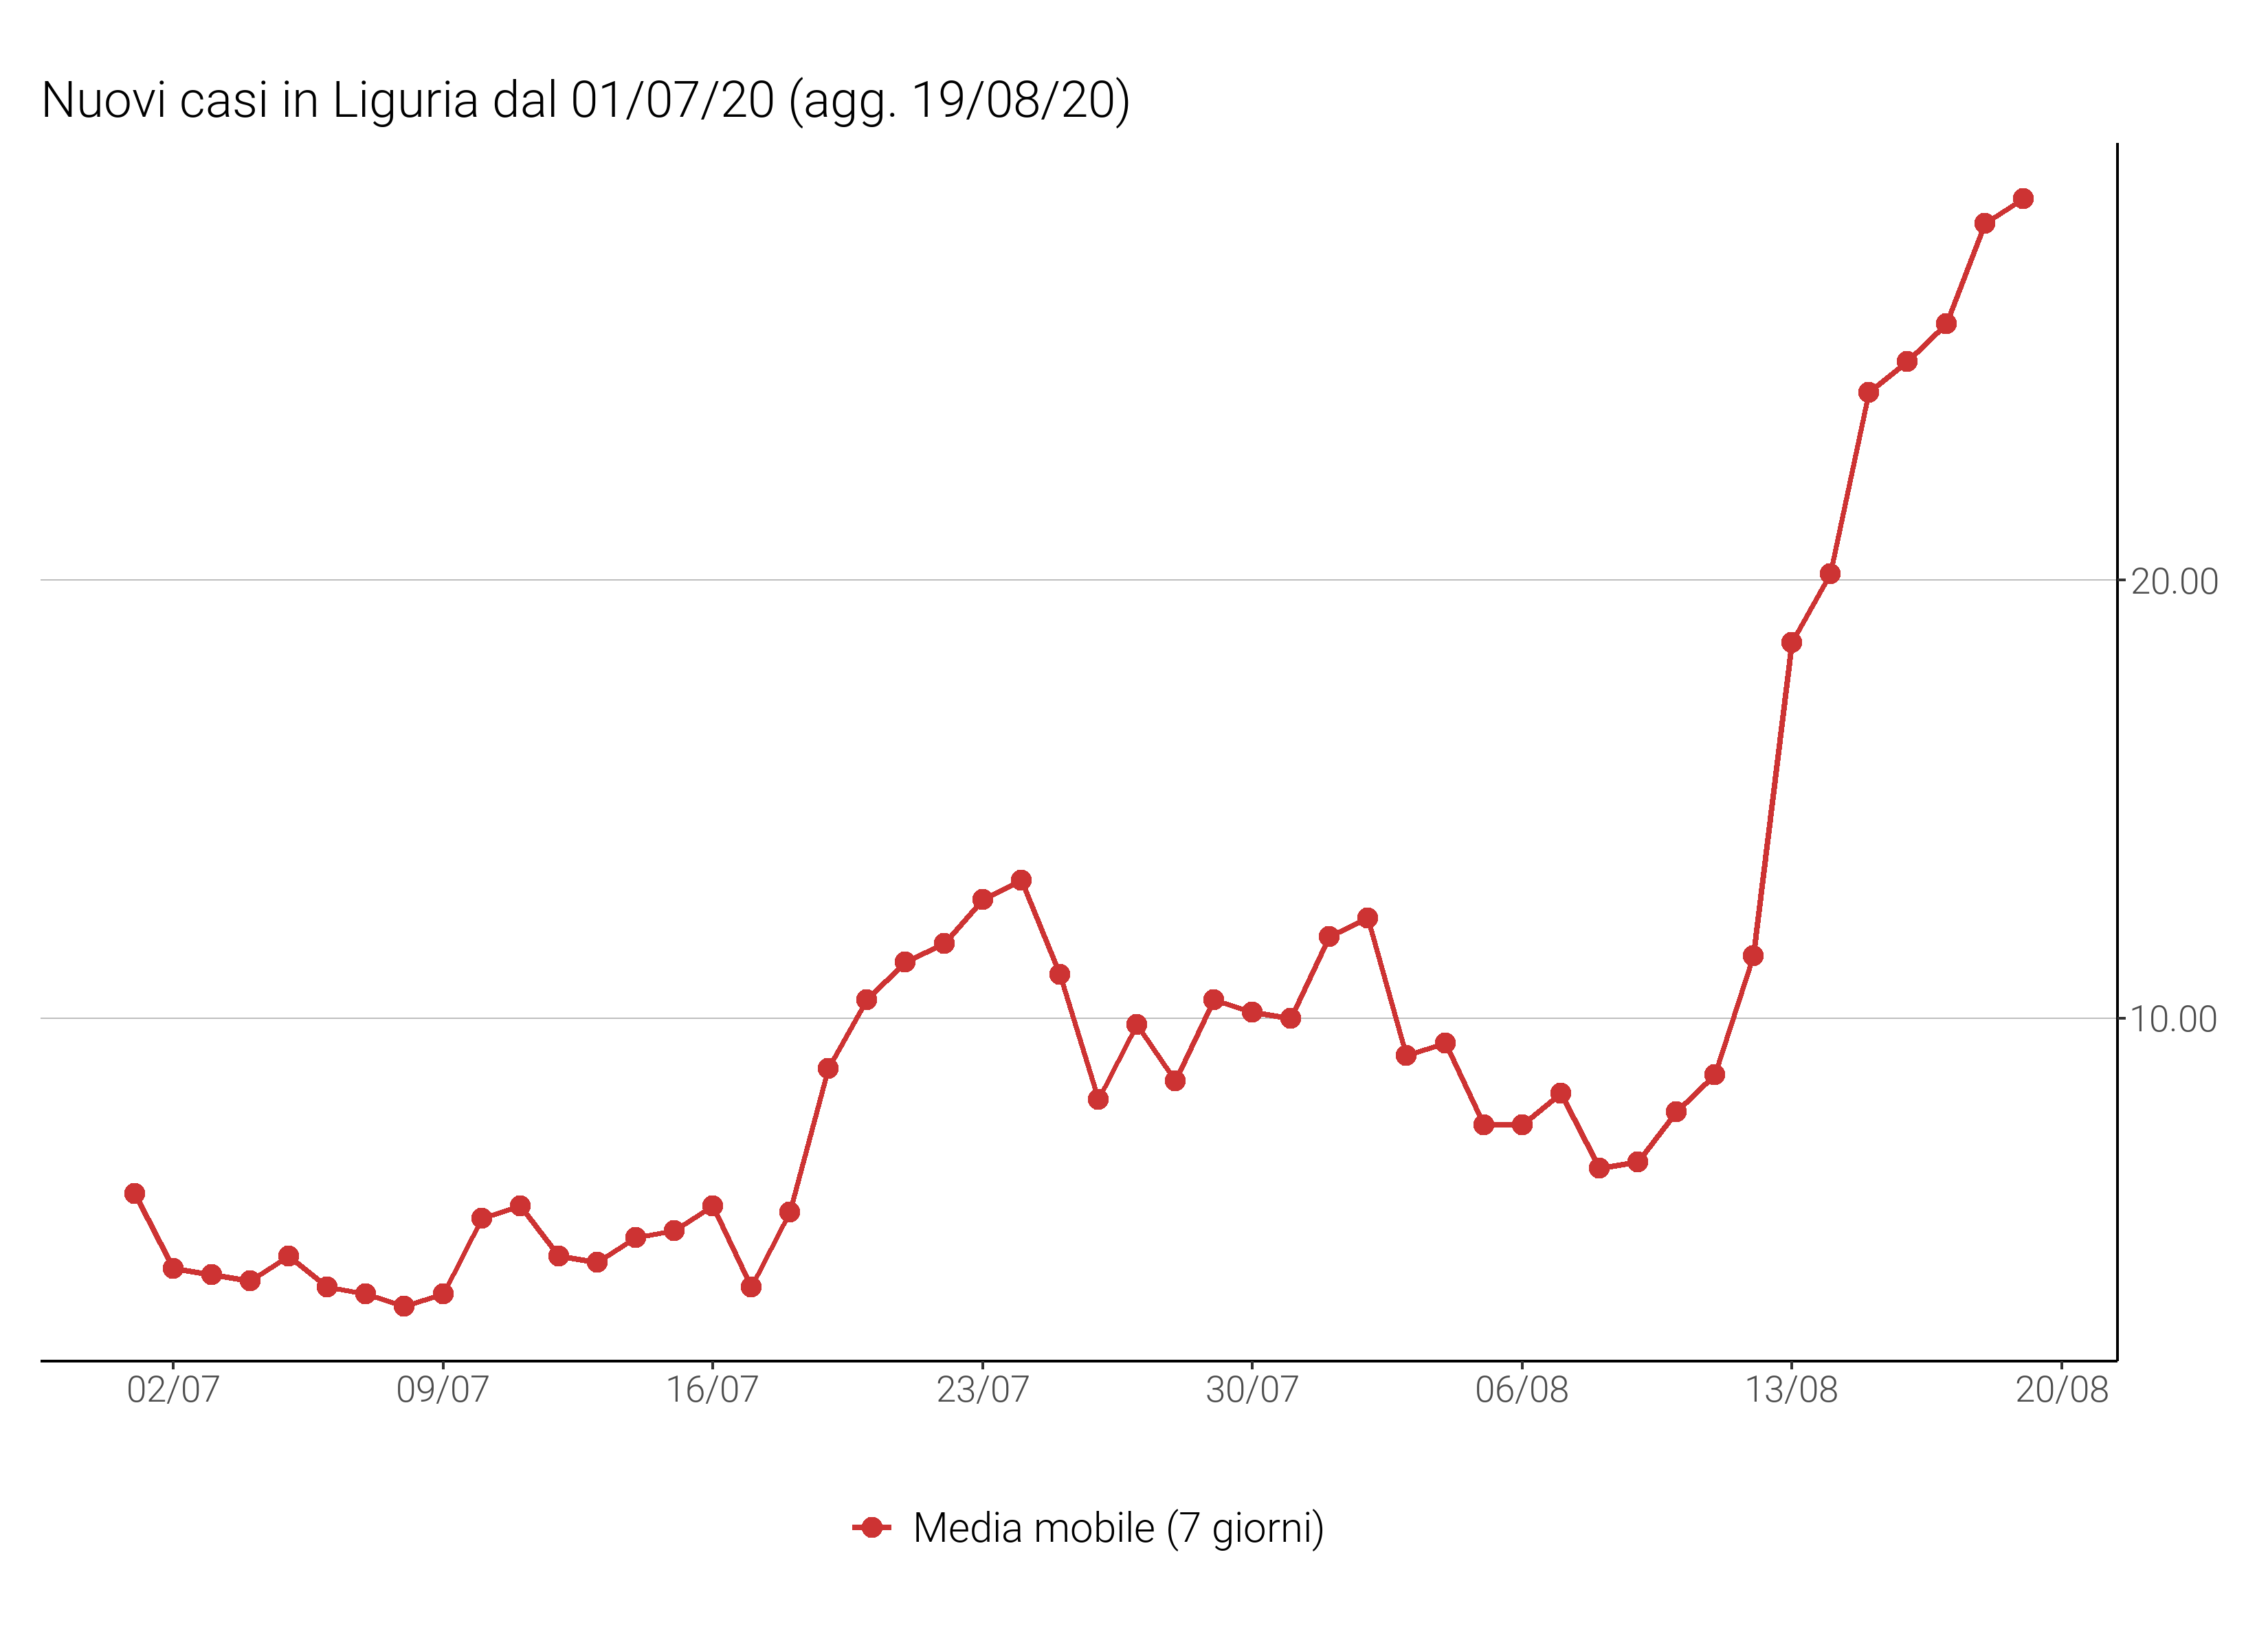 Nuovi casi in Liguria dal 01/07/20 (agg. 19/08/20)
20.00
10.00
02/07 09/07 16/07 23/07 30/07 06/08 13/08 20/08
Media mobile (7 giorni)